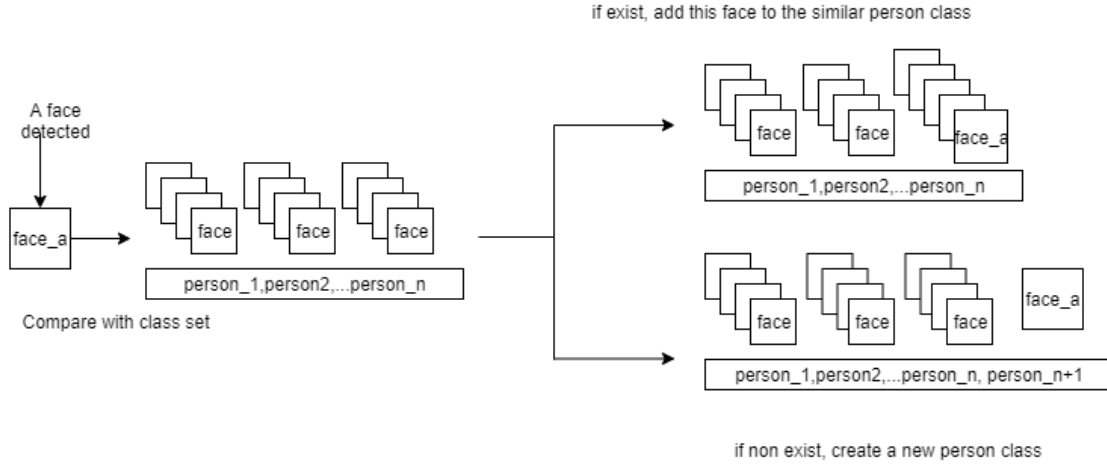 if exist, add this face to the similar person class
A face
detected
face_a
face
face
face
person_1,person2,...person_n
Compare with class set
face
face
face_a
person_1,person2,...person_n
face
face
face
face_a
person_1,person2,...person_n, person_n+1
if non exist, create a new person class